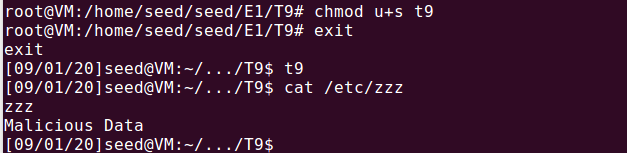 root@VM:/home/seed/seed/E1/T9# chmod u+s t9
root@VM:/home/seed/seed/E1/T9# exit
exit
[09/01/20]seed@VM:~/.../T9$ t9
[09/01/20]seed@VM:~/.../T9$ cat /etc/zzz
zzz
Malicious Data
[09/01/20]seed@VM:~/.../T9$